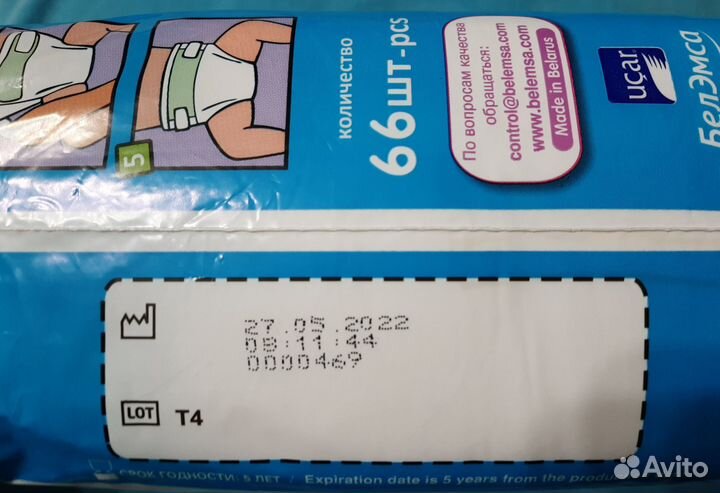 5
количество
66шт-pcs
По вопросам качества
обращаться:
control@belemsa.com
www.belemsa.com
Made in Belarus
uçar
БелЭмса
27.05.2022
08:11:44
0000469
LOT T4
СРОК ГОДНОСТИ: 5 ЛЕТ / Expiration date is 5 years from the produ
Avito